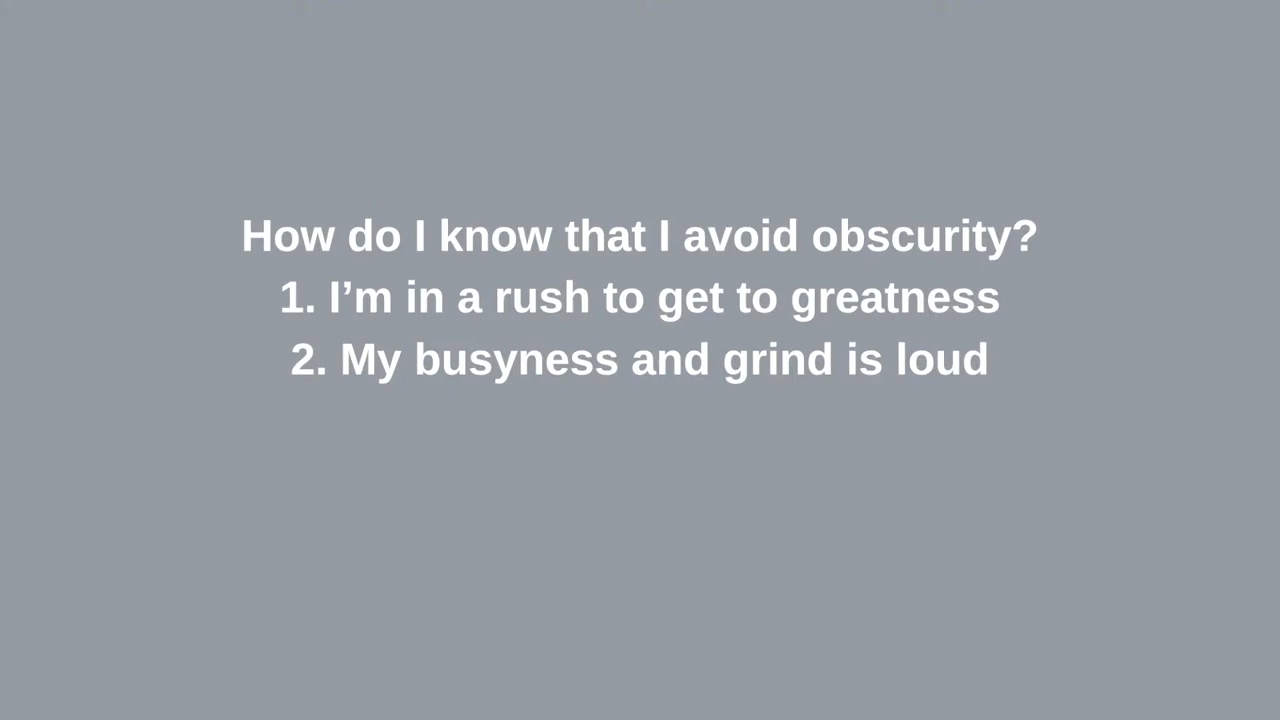 How do I know that I avoid obscurity?
1. I’m in a rush to get to greatness
2. My busyness and grind is loud